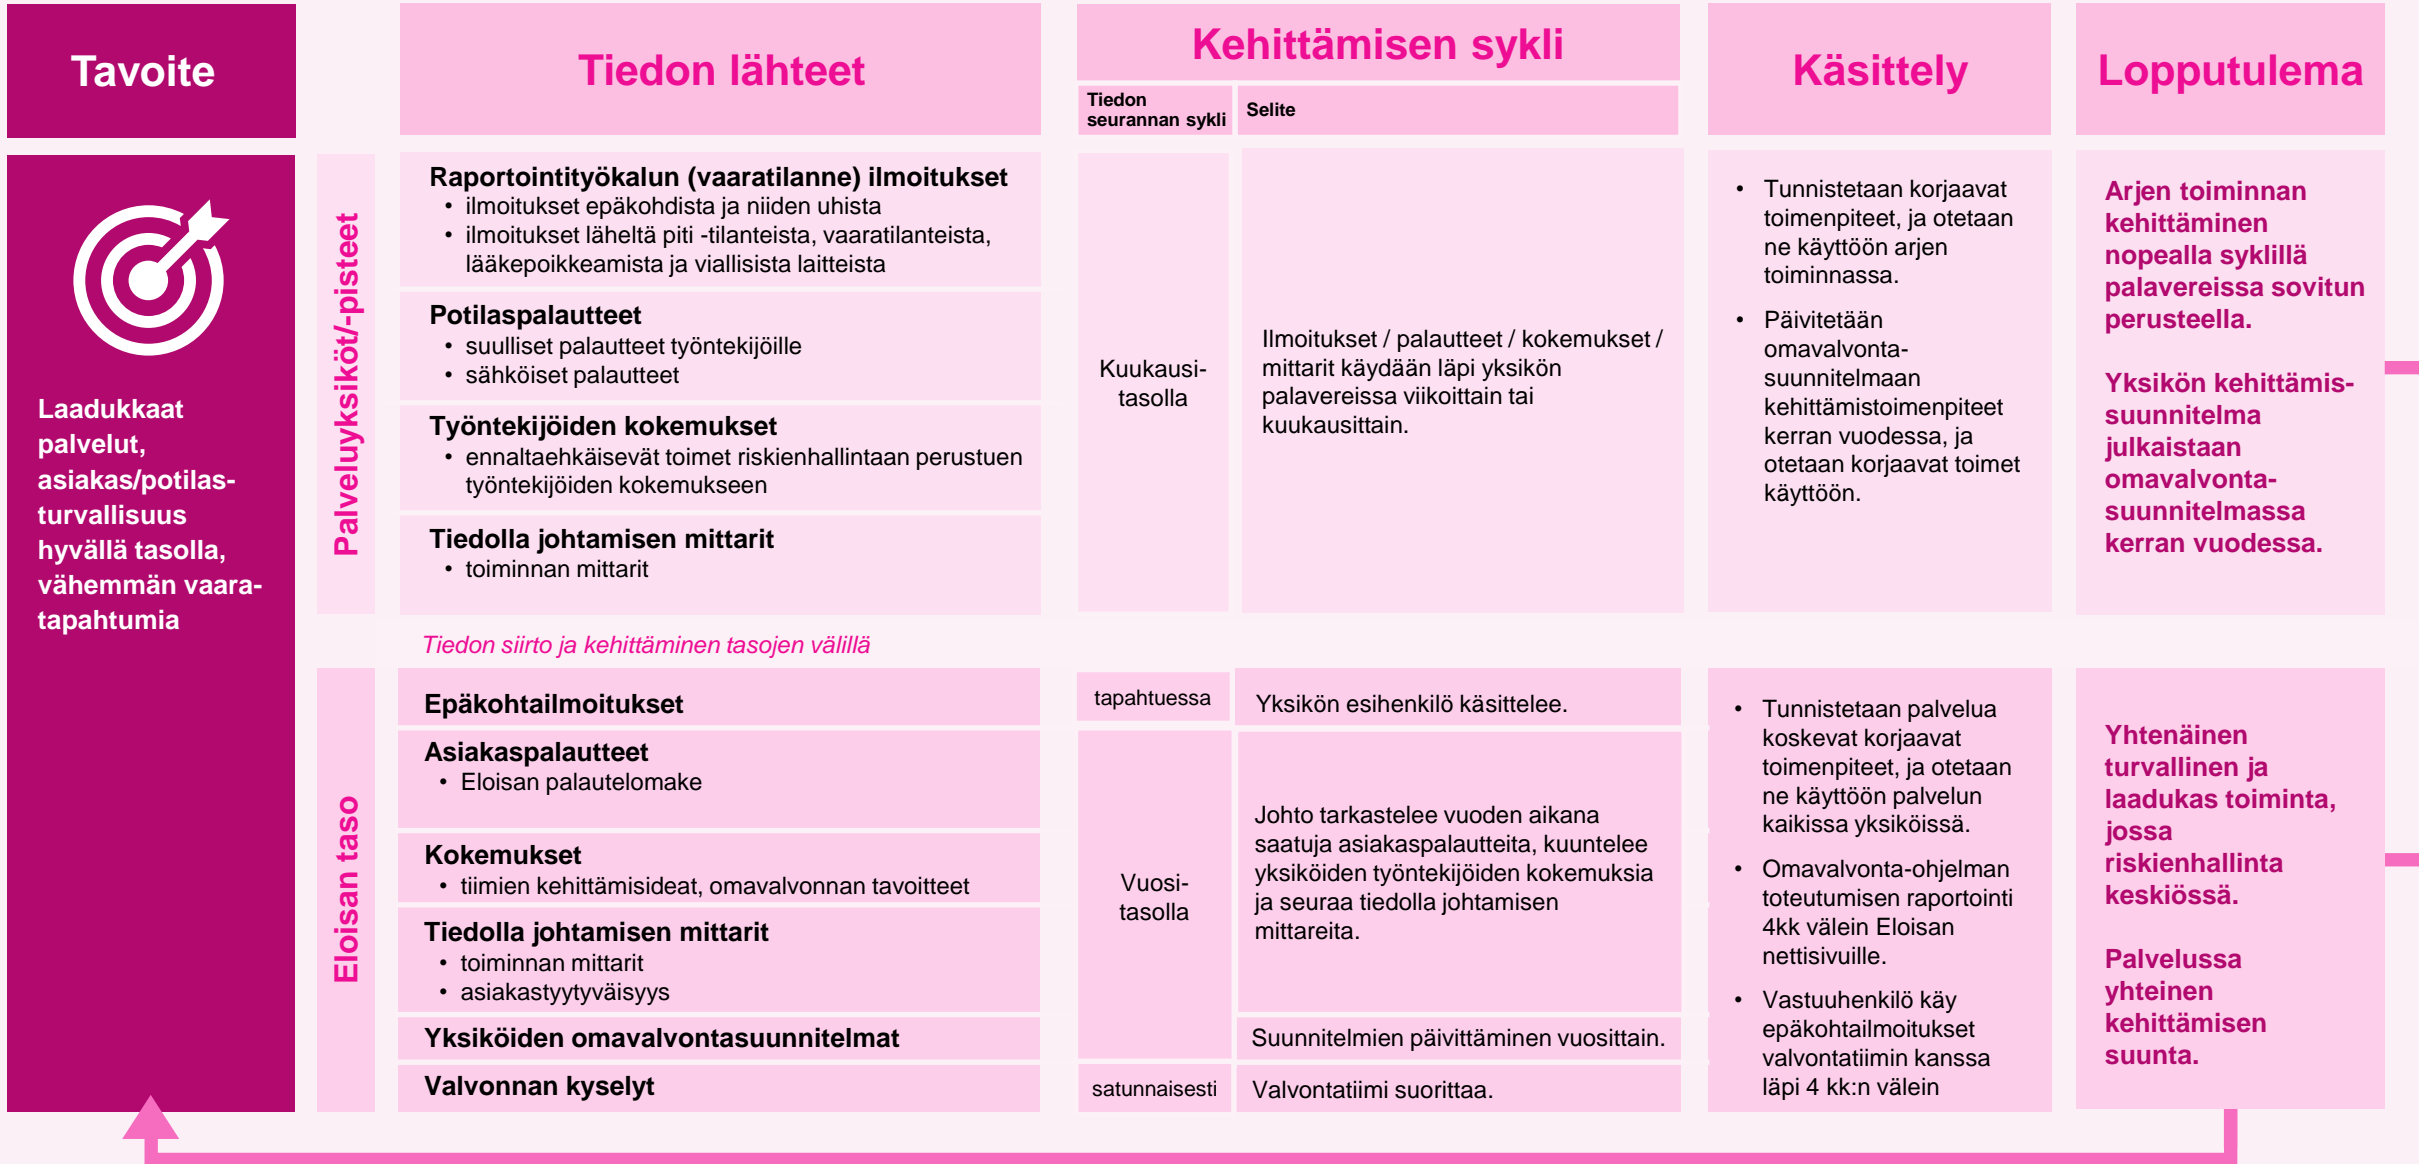 Tavoite
Tiedon lähteet
Kehittämisen sykli
Tiedon
seurannan sykli
Selite
Käsittely
Lopputulema
Laadukkaat
palvelut,
asiakas/potilas-
turvallisuus
hyvällä tasolla,
vähemmän vaara-
tapahtumia
Palveluyksiköt/-pisteet
Raportointityökalun (vaaratilanne) ilmoitukset
• ilmoitukset epäkohdista ja niiden uhista
• ilmoitukset läheltä piti -tilanteista, vaaratilanteista,
lääkepoikkeamista ja viallisista laitteista
Potilaspalautteet
• suulliset palautteet työntekijöille
• sähköiset palautteet
Työntekijöiden kokemukset
• ennaltaehkäisevät toimet riskienhallintaan perustuen
työntekijöiden kokemukseen
Tiedolla johtamisen mittarit
• toiminnan mittarit
Kuukausi-
tasolla
Ilmoitukset / palautteet / kokemukset /
mittarit käydään läpi yksikön
palavereissa viikoittain tai
kuukausittain.
• Tunnistetaan korjaavat
toimenpiteet, ja otetaan
ne käyttöön arjen
toiminnassa.
• Päivitetään
omavalvonta-
suunnitelmaan
kehittämistoimenpiteet
kerran vuodessa, ja
otetaan korjaavat toimet
käyttöön.
Arjen toiminnan
kehittäminen
nopealla syklillä
palavereissa sovitun
perusteella.
Yksikön kehittämis-
suunnitelma
julkaistaan
omavalvonta-
suunnitelmassa
kerran vuodessa.
Tiedon siirto ja kehittäminen tasojen välillä
Eloisan taso
Epäkohtailmoitukset
Asiakaspalautteet
• Eloisan palautelomake
Kokemukset
• tiimien kehittämisideat, omavalvonnan tavoitteet
Tiedolla johtamisen mittarit
• toiminnan mittarit
• asiakastyytyväisyys
Yksiköiden omavalvontasuunnitelmat
Valvonnan kyselyt
tapahtuessa
Yksikön esihenkilö käsittelee.
Vuosi-
tasolla
Johto tarkastelee vuoden aikana
saatuja asiakaspalautteita, kuuntelee
yksiköiden työntekijöiden kokemuksia
ja seuraa tiedolla johtamisen
mittareita.
Suunnitelmien päivittäminen vuosittain.
satunnaisesti
Valvontatiimi suorittaa.
• Tunnistetaan palvelua
koskevat korjaavat
toimenpiteet, ja otetaan
ne käyttöön palvelun
kaikissa yksiköissä.
• Omavalvonta-ohjelman
toteutumisen raportointi
4kk välein Eloisan
nettisivuille.
• Vastuuhenkilö käy
epäkohtailmoitukset
valvontatiimin kanssa
läpi 4 kk:n välein
Yhtenäinen
turvallinen ja
laadukas toiminta,
jossa
riskienhallinta
keskiössä.
Palvelussa
yhteinen
kehittämisen
suunta.